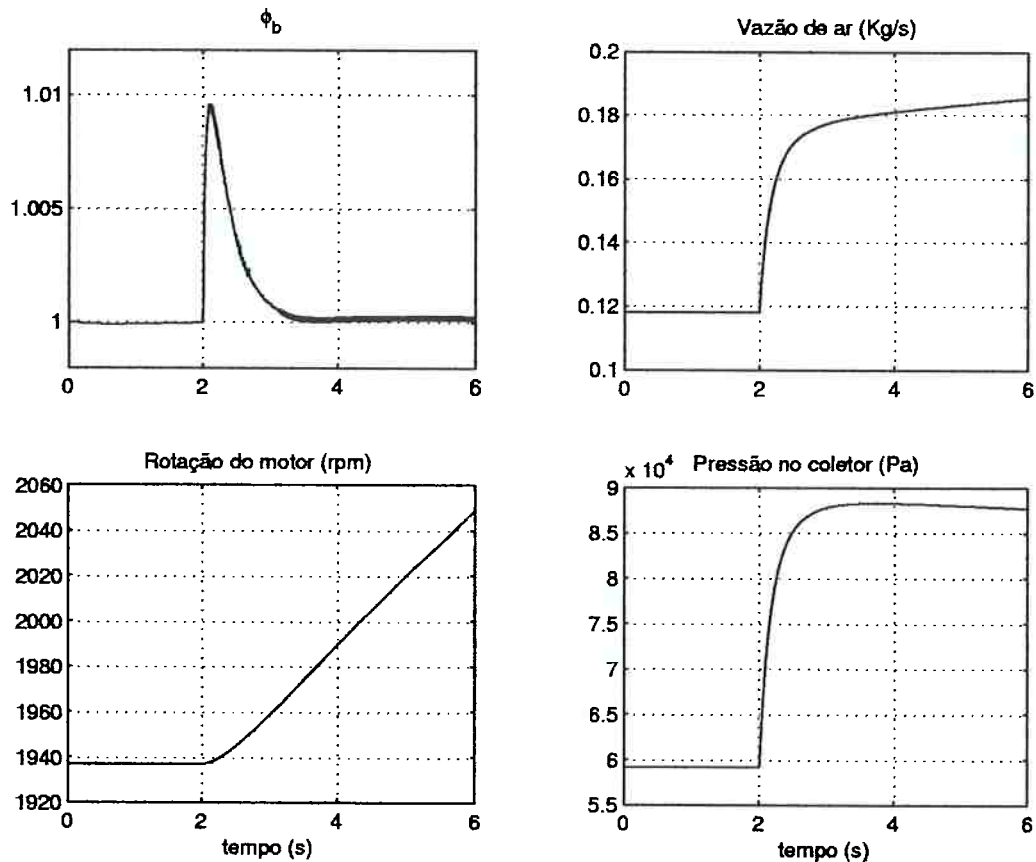 ϕb
1.01
1.005
1
0 2 4 6
Vazão de ar (Kg/s)
0.2
0.18
0.16
0.14
0.12
0.1
0 2 4 6
Rotação do motor (rpm)
2060
2040
2020
2000
1980
1960
1940
1920
0 2 4 6
tempo (s)
x 10^4 Pressão no coletor (Pa)
9
8.5
8
7.5
7
6.5
6
5.5
0 2 4 6
tempo (s)